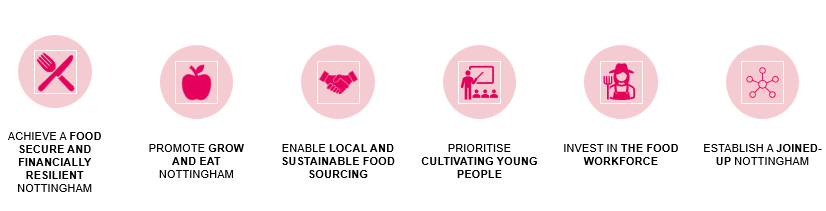 ACHIEVE A FOOD
SECURE AND
FINANCIALLY
RESILIENT
NOTTINGHAM
PROMOTE GROW
AND EAT
NOTTINGHAM
ENABLE LOCAL AND
SUSTAINABLE FOOD
SOURCING
PRIORITISE
CULTIVATING YOUNG
PEOPLE
INVEST IN THE FOOD
WORKFORCE
ESTABLISH A JOINED-
UP NOTTINGHAM